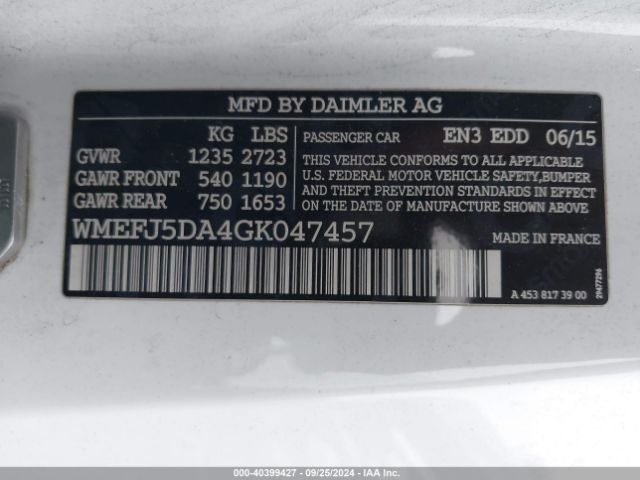 MFD BY DAIMLER AG
KG LBS
GVWR 1235 2723
GAWR FRONT 540 1190
GAWR REAR 750 1653
PASSENGER CAR EN3 EDD 06/15
THIS VEHICLE CONFORMS TO ALL APPLICABLE
U.S. FEDERAL MOTOR VEHICLE SAFETY,BUMPER
AND THEFT PREVENTION STANDARDS IN EFFECT
ON THE DATE OF MANUFACTURE SHOWN ABOVE
WMEFJ5DA4GK047457 MADE IN FRANCE
A 453 817 39 00
21477296
000-40399427 - 09/25/2024 - IAAI.com